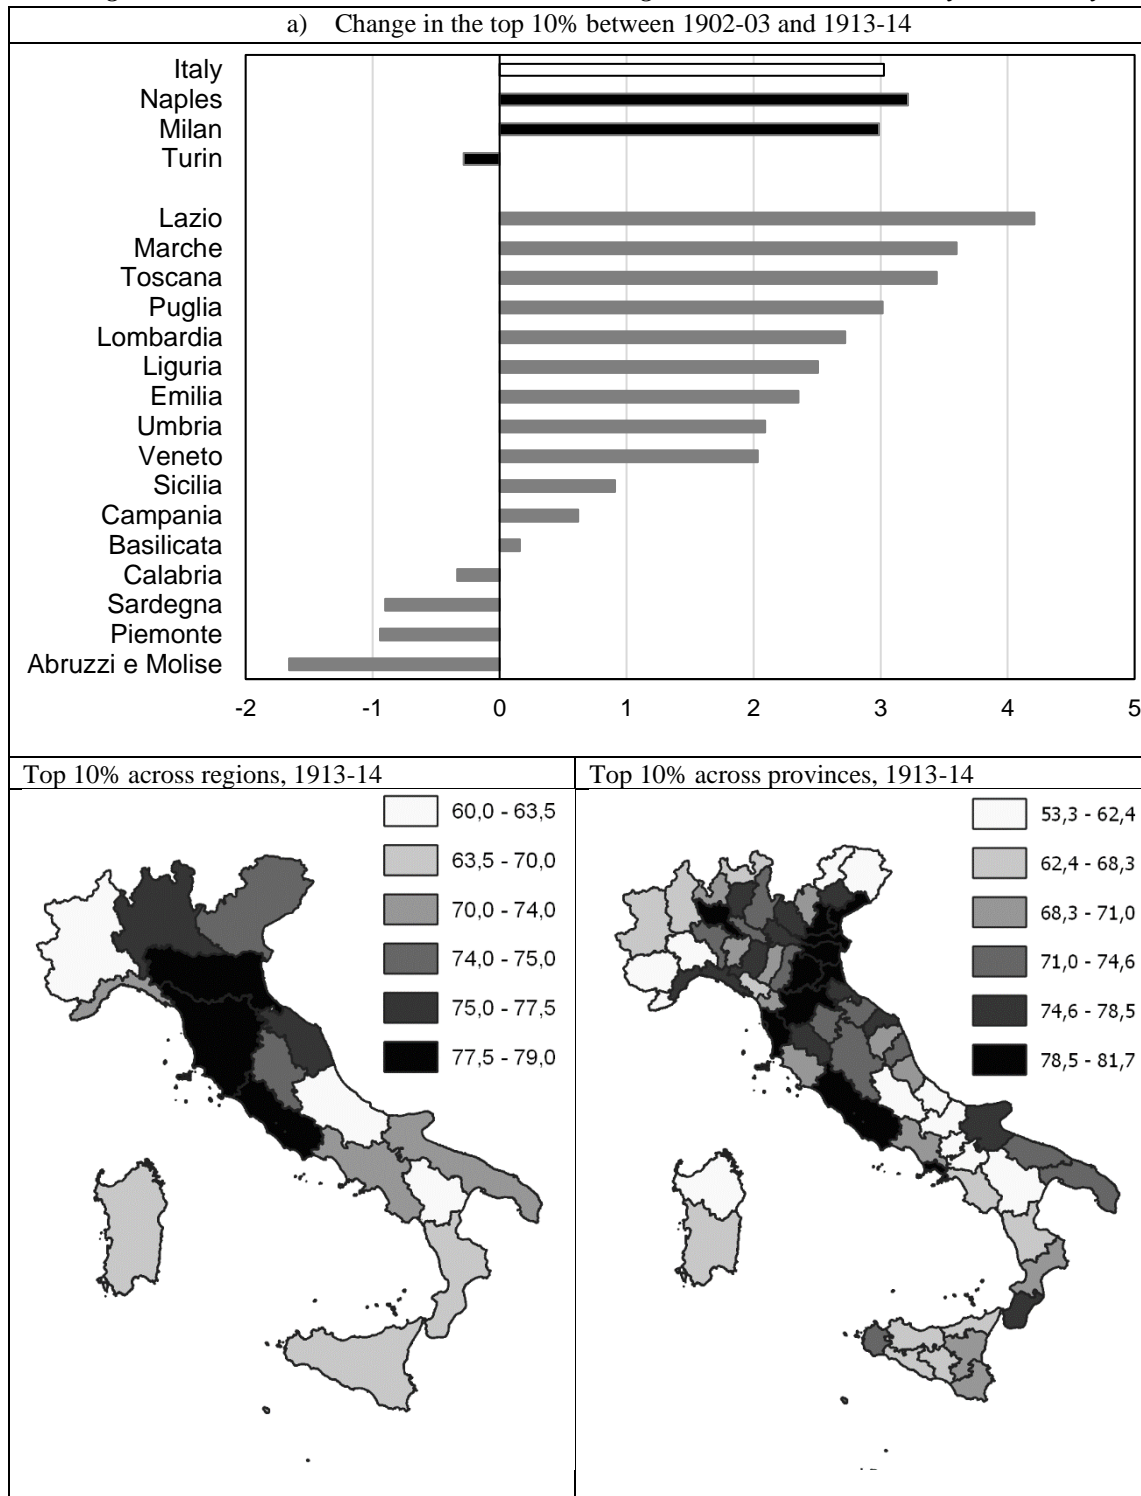 a) Change in the top 10% between 1902-03 and 1913-14
Italy
Naples
Milan
Turin
Lazio
Marche
Toscana
Puglia
Lombardia
Liguria
Emilia
Umbria
Veneto
Sicilia
Campania
Basilicata
Calabria
Sardegna
Piemonte
Abruzzi e Molise
-2 -1 0 1 2 3 4 5
Top 10% across regions, 1913-14
60,0 - 63,5
63,5 - 70,0
70,0 - 74,0
74,0 - 75,0
75,0 - 77,5
77,5 - 79,0
Top 10% across provinces, 1913-14
53,3 - 62,4
62,4 - 68,3
68,3 - 71,0
71,0 - 74,6
74,6 - 78,5
78,5 - 81,7